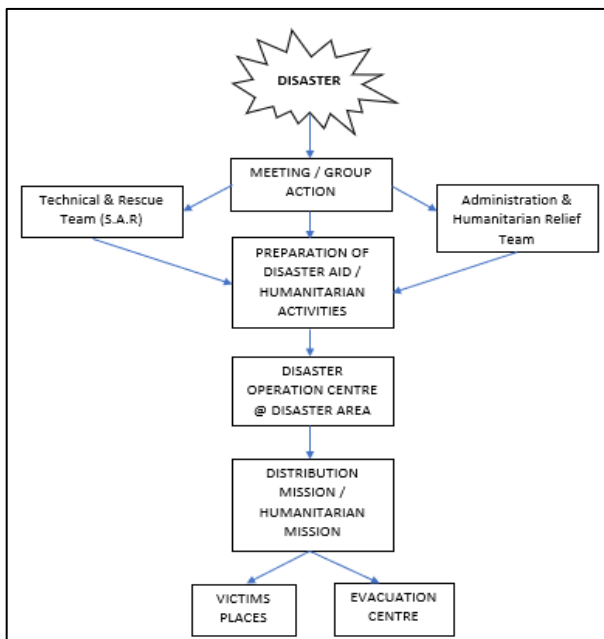 DISASTER
MEETING / GROUP
ACTION
Technical & Rescue
Team (S.A.R)
Administration &
Humanitarian Relief
Team
PREPARATION OF
DISASTER AID /
HUMANITARIAN
ACTIVITIES
DISASTER
OPERATION CENTRE
@ DISASTER AREA
DISTRIBUTION
MISSION /
HUMANITARIAN
MISSION
VICTIMS
PLACES
EVACUATION
CENTRE